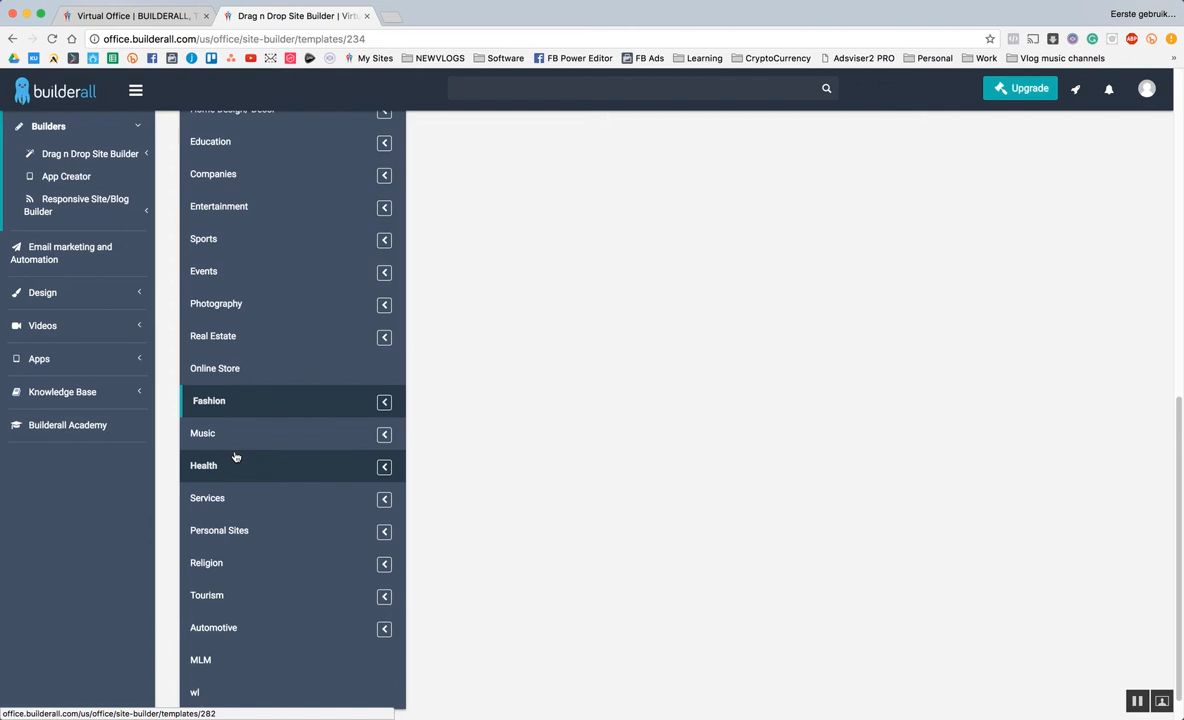 Virtual Office | BUILDERALL, T
Drag n Drop Site Builder | Virtu
Eerste gebruik...
office.builderall.com/us/office/site-builder/templates/234
My Sites
NEWVLOGS
Software
FB Power Editor
FB Ads
Learning
CryptoCurrency
Adsviser2 PRO
Personal
Work
Vlog music channels
»
builderall
Upgrade
Builders
Drag n Drop Site Builder
App Creator
Responsive Site/Blog
Builder
Email marketing and
Automation
Design
Videos
Apps
Knowledge Base
Builderall Academy
Home Design/ Decor
Education
Companies
Entertainment
Sports
Events
Photography
Real Estate
Online Store
Fashion
Music
Health
Services
Personal Sites
Religion
Tourism
Automotive
MLM
wl
office.builderall.com/us/office/site-builder/templates/282